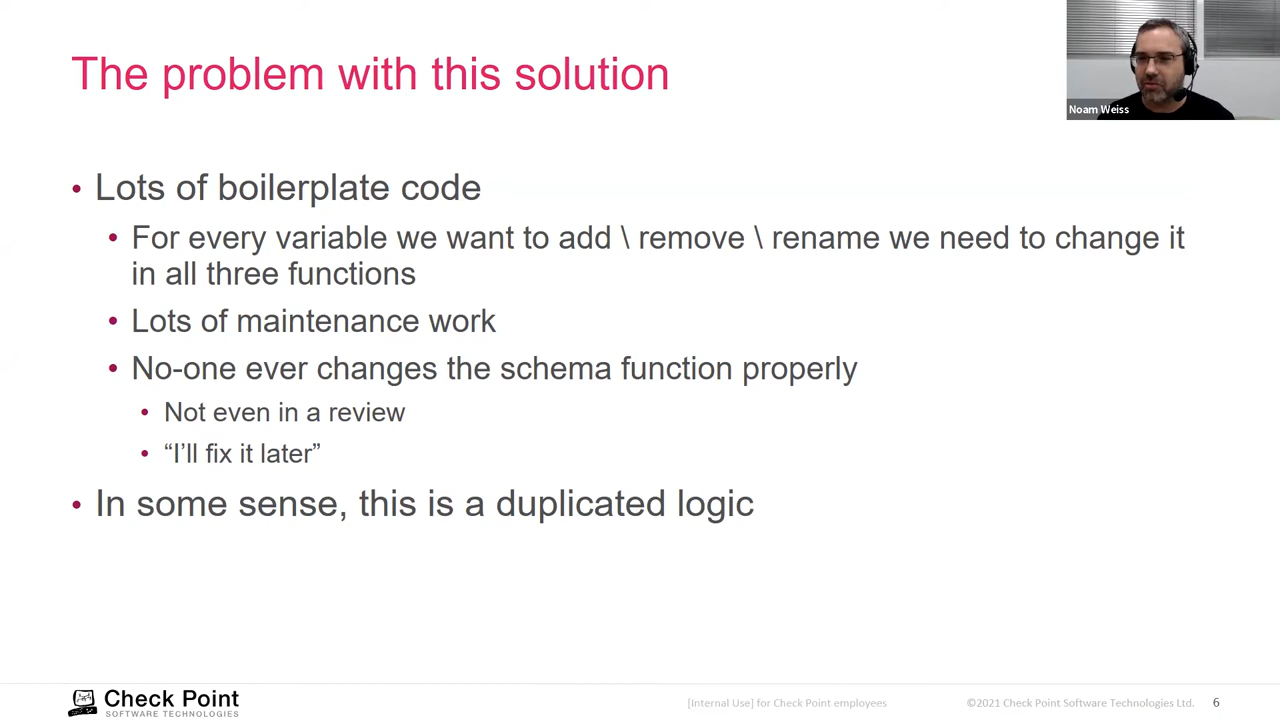 The problem with this solution
Noam Weiss
• Lots of boilerplate code
• For every variable we want to add \ remove \ rename we need to change it
in all three functions
• Lots of maintenance work
• No-one ever changes the schema function properly
• Not even in a review
• “I’ll fix it later”
• In some sense, this is a duplicated logic
Check Point
SOFTWARE TECHNOLOGIES
[Internal Use] for Check Point employees
©2021 Check Point Software Technologies Ltd.
6